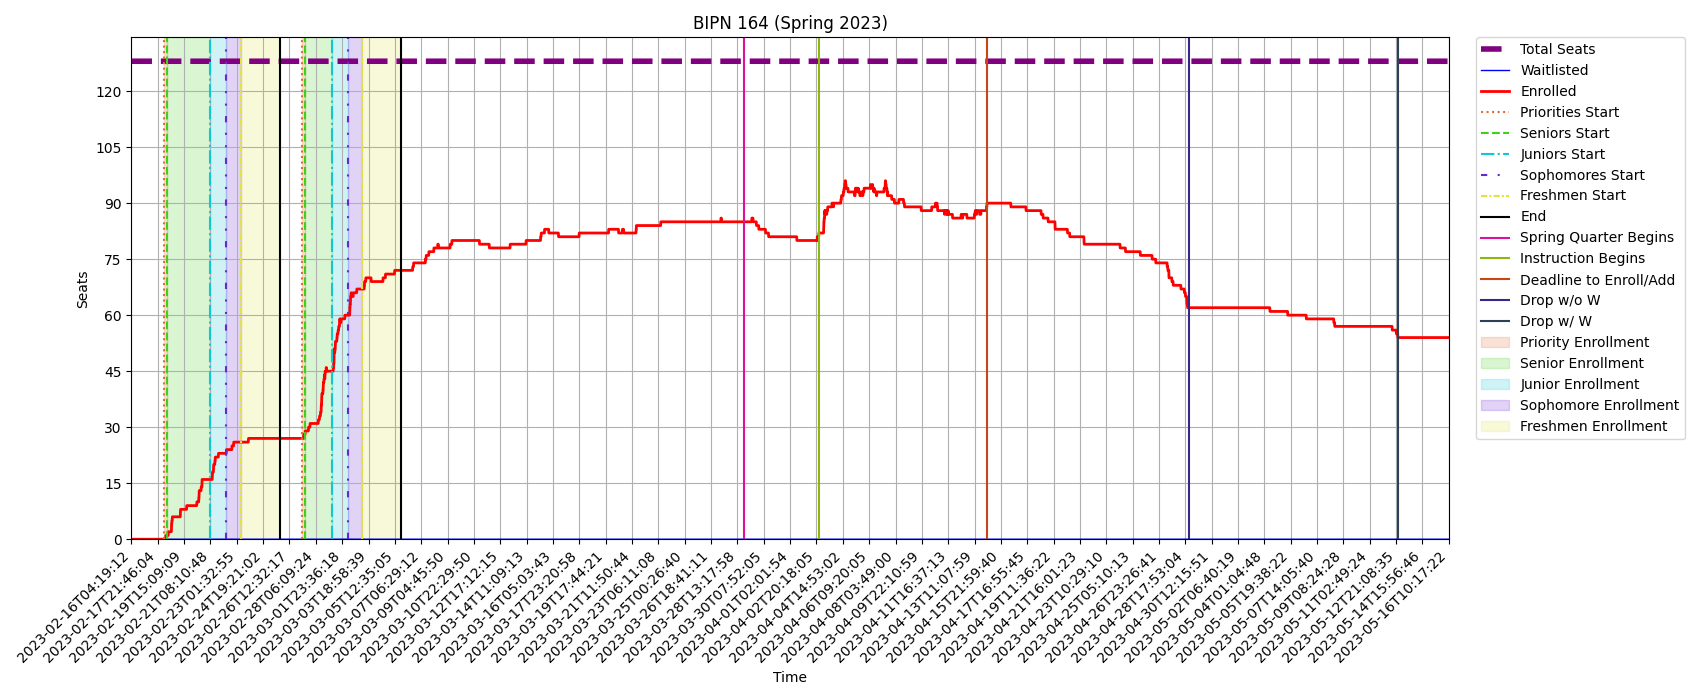 BIPN 164 (Spring 2023)
Seats
120
105
90
75
60
45
30
15
0
2023-02-16T04:19:12
2023-02-17T21:46:04
2023-02-19T15:09:09
2023-02-21T08:10:48
2023-02-23T01:32:55
2023-02-24T19:21:02
2023-02-26T12:32:17
2023-02-28T06:09:24
2023-03-01T23:36:18
2023-03-03T18:58:39
2023-03-05T12:35:05
2023-03-07T06:29:12
2023-03-09T04:45:50
2023-03-10T22:29:50
2023-03-12T17:12:15
2023-03-14T11:09:13
2023-03-16T05:03:43
2023-03-17T23:20:58
2023-03-19T17:44:21
2023-03-21T11:50:44
2023-03-23T06:11:08
2023-03-25T00:26:40
2023-03-26T18:41:11
2023-03-28T13:17:58
2023-03-30T07:52:05
2023-04-01T02:01:54
2023-04-02T20:18:05
2023-04-04T14:53:02
2023-04-06T09:20:05
2023-04-08T03:49:00
2023-04-09T22:10:59
2023-04-11T16:37:13
2023-04-13T11:07:59
2023-04-15T21:59:40
2023-04-17T16:55:45
2023-04-19T11:36:22
2023-04-21T16:01:23
2023-04-23T10:29:10
2023-04-25T05:10:13
2023-04-26T23:26:41
2023-04-28T17:53:04
2023-04-30T12:15:51
2023-05-02T06:40:19
2023-05-04T01:04:48
2023-05-05T19:38:22
2023-05-07T14:05:40
2023-05-09T08:24:28
2023-05-11T02:49:24
2023-05-12T21:08:35
2023-05-14T15:56:46
2023-05-16T10:17:22
Time
Total Seats
Waitlisted
Enrolled
Priorities Start
Seniors Start
Juniors Start
Sophomores Start
Freshmen Start
End
Spring Quarter Begins
Instruction Begins
Deadline to Enroll/Add
Drop w/o W
Drop w/ W
Priority Enrollment
Senior Enrollment
Junior Enrollment
Sophomore Enrollment
Freshmen Enrollment